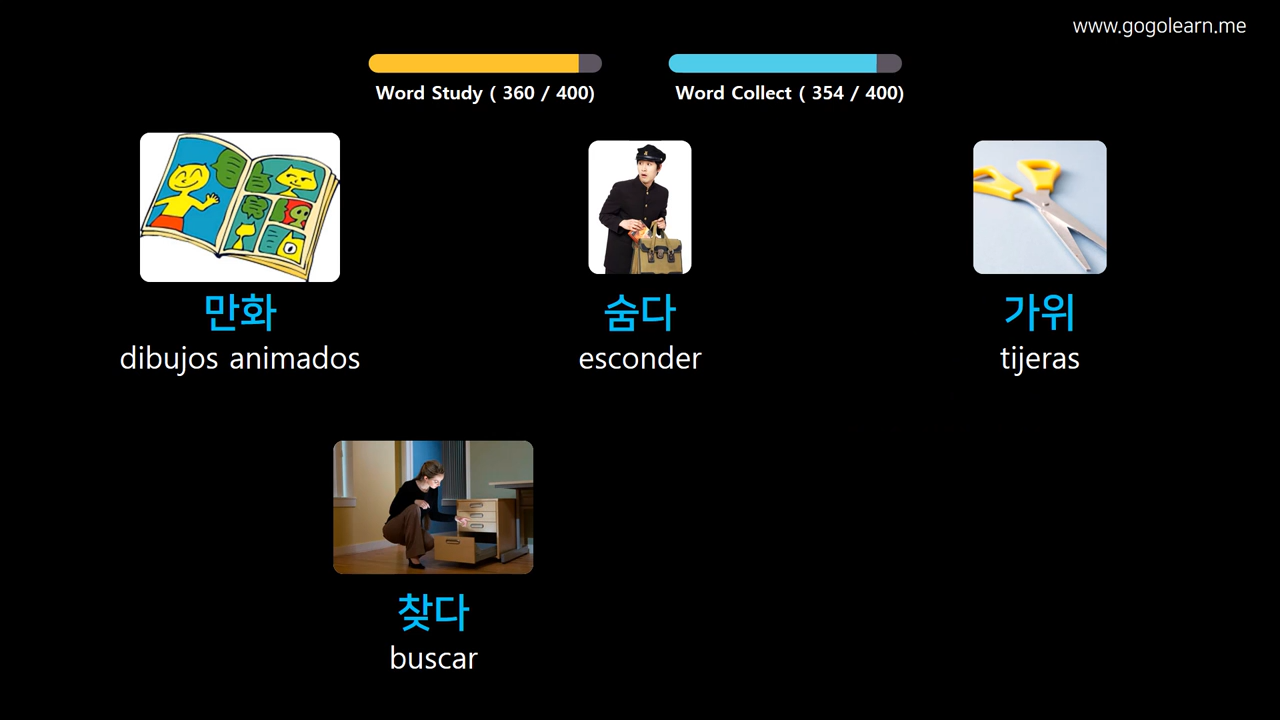 www.gogolearn.me
Word Study ( 360 / 400)
Word Collect ( 354 / 400)
만화
dibujos animados
숨다
esconder
가위
tijeras
찾다
buscar